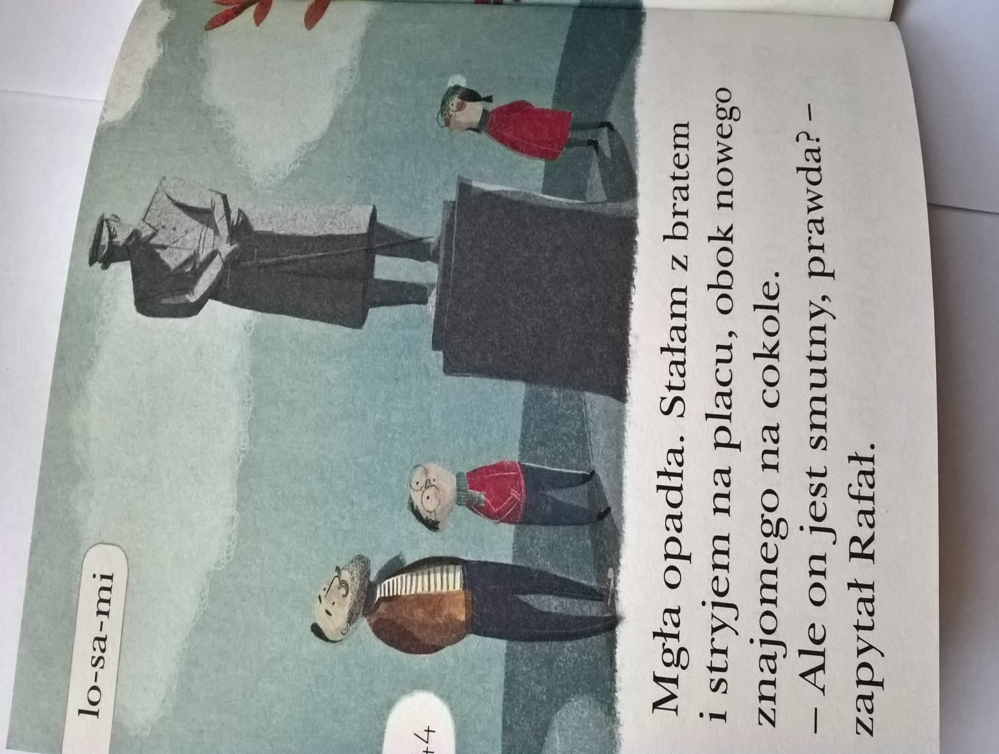 lo-sa-mi
+4
Mgła opadła. Stałam z bratem
i stryjem na placu, obok nowego
znajomego na cokole.
– Ale on jest smutny, prawda? –
zapytał Rafał.